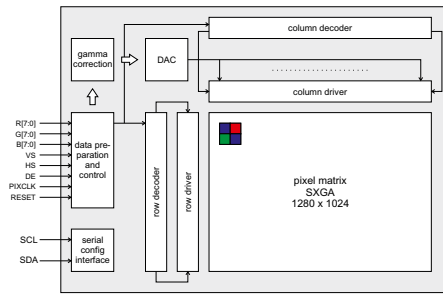 column decoder
gamma
correction
DAC
column driver
R[7:0]
G[7:0]
B[7:0]
VS
HS
DE
PIXCLK
RESET
data pre-
paration
and
control
row decoder
row driver
pixel matrix
SXGA
1280 x 1024
SCL
SDA
serial
config
interface